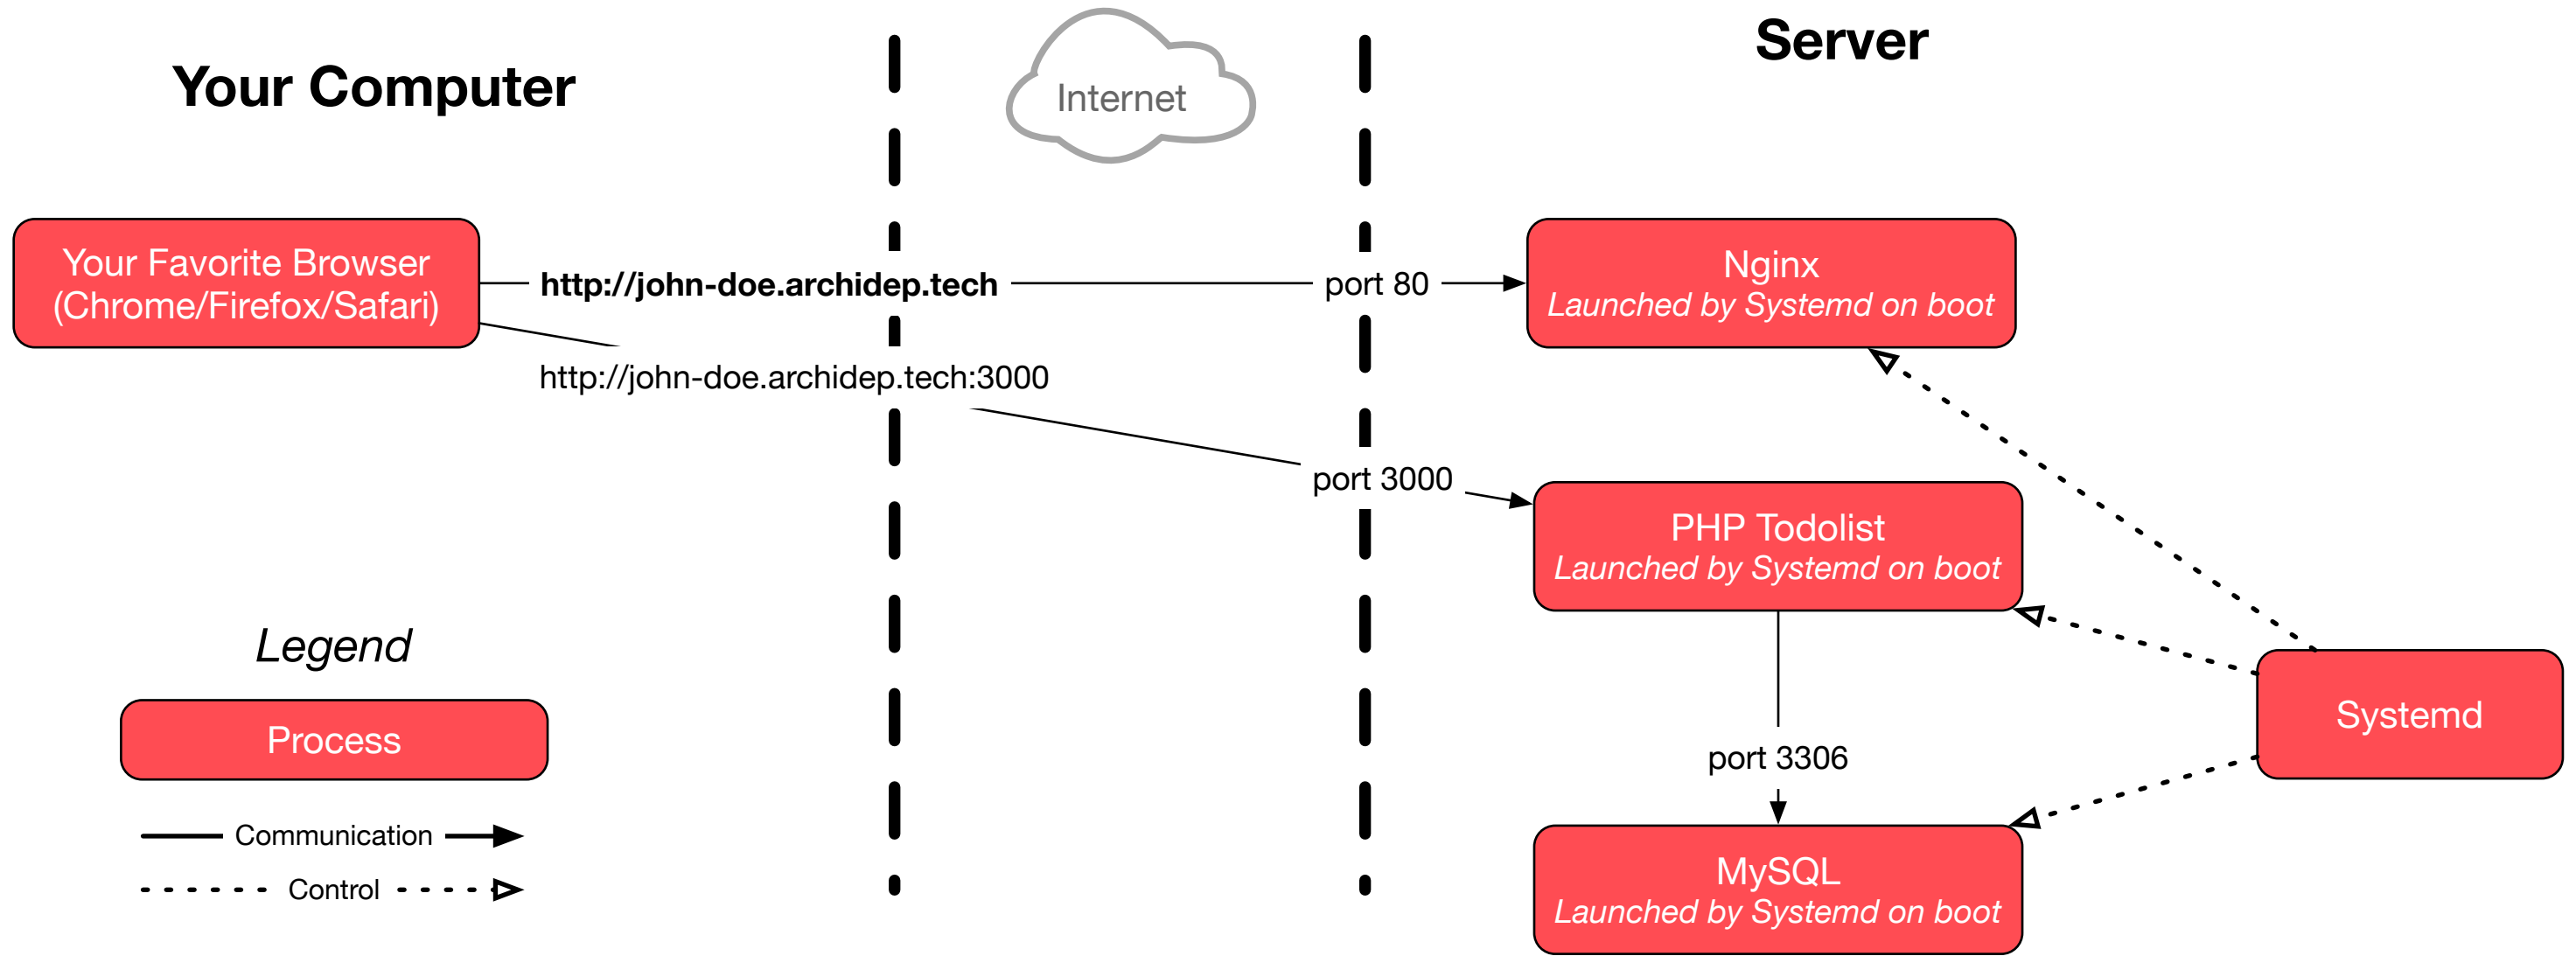 Your Computer
Internet
Server
Your Favorite Browser
(Chrome/Firefox/Safari)
http://john-doe.archidep.tech
port 80
Nginx
Launched by Systemd on boot
http://john-doe.archidep.tech:3000
port 3000
PHP Todolist
Launched by Systemd on boot
Legend
Process
Systemd
port 3306
Communication
Control
MySQL
Launched by Systemd on boot